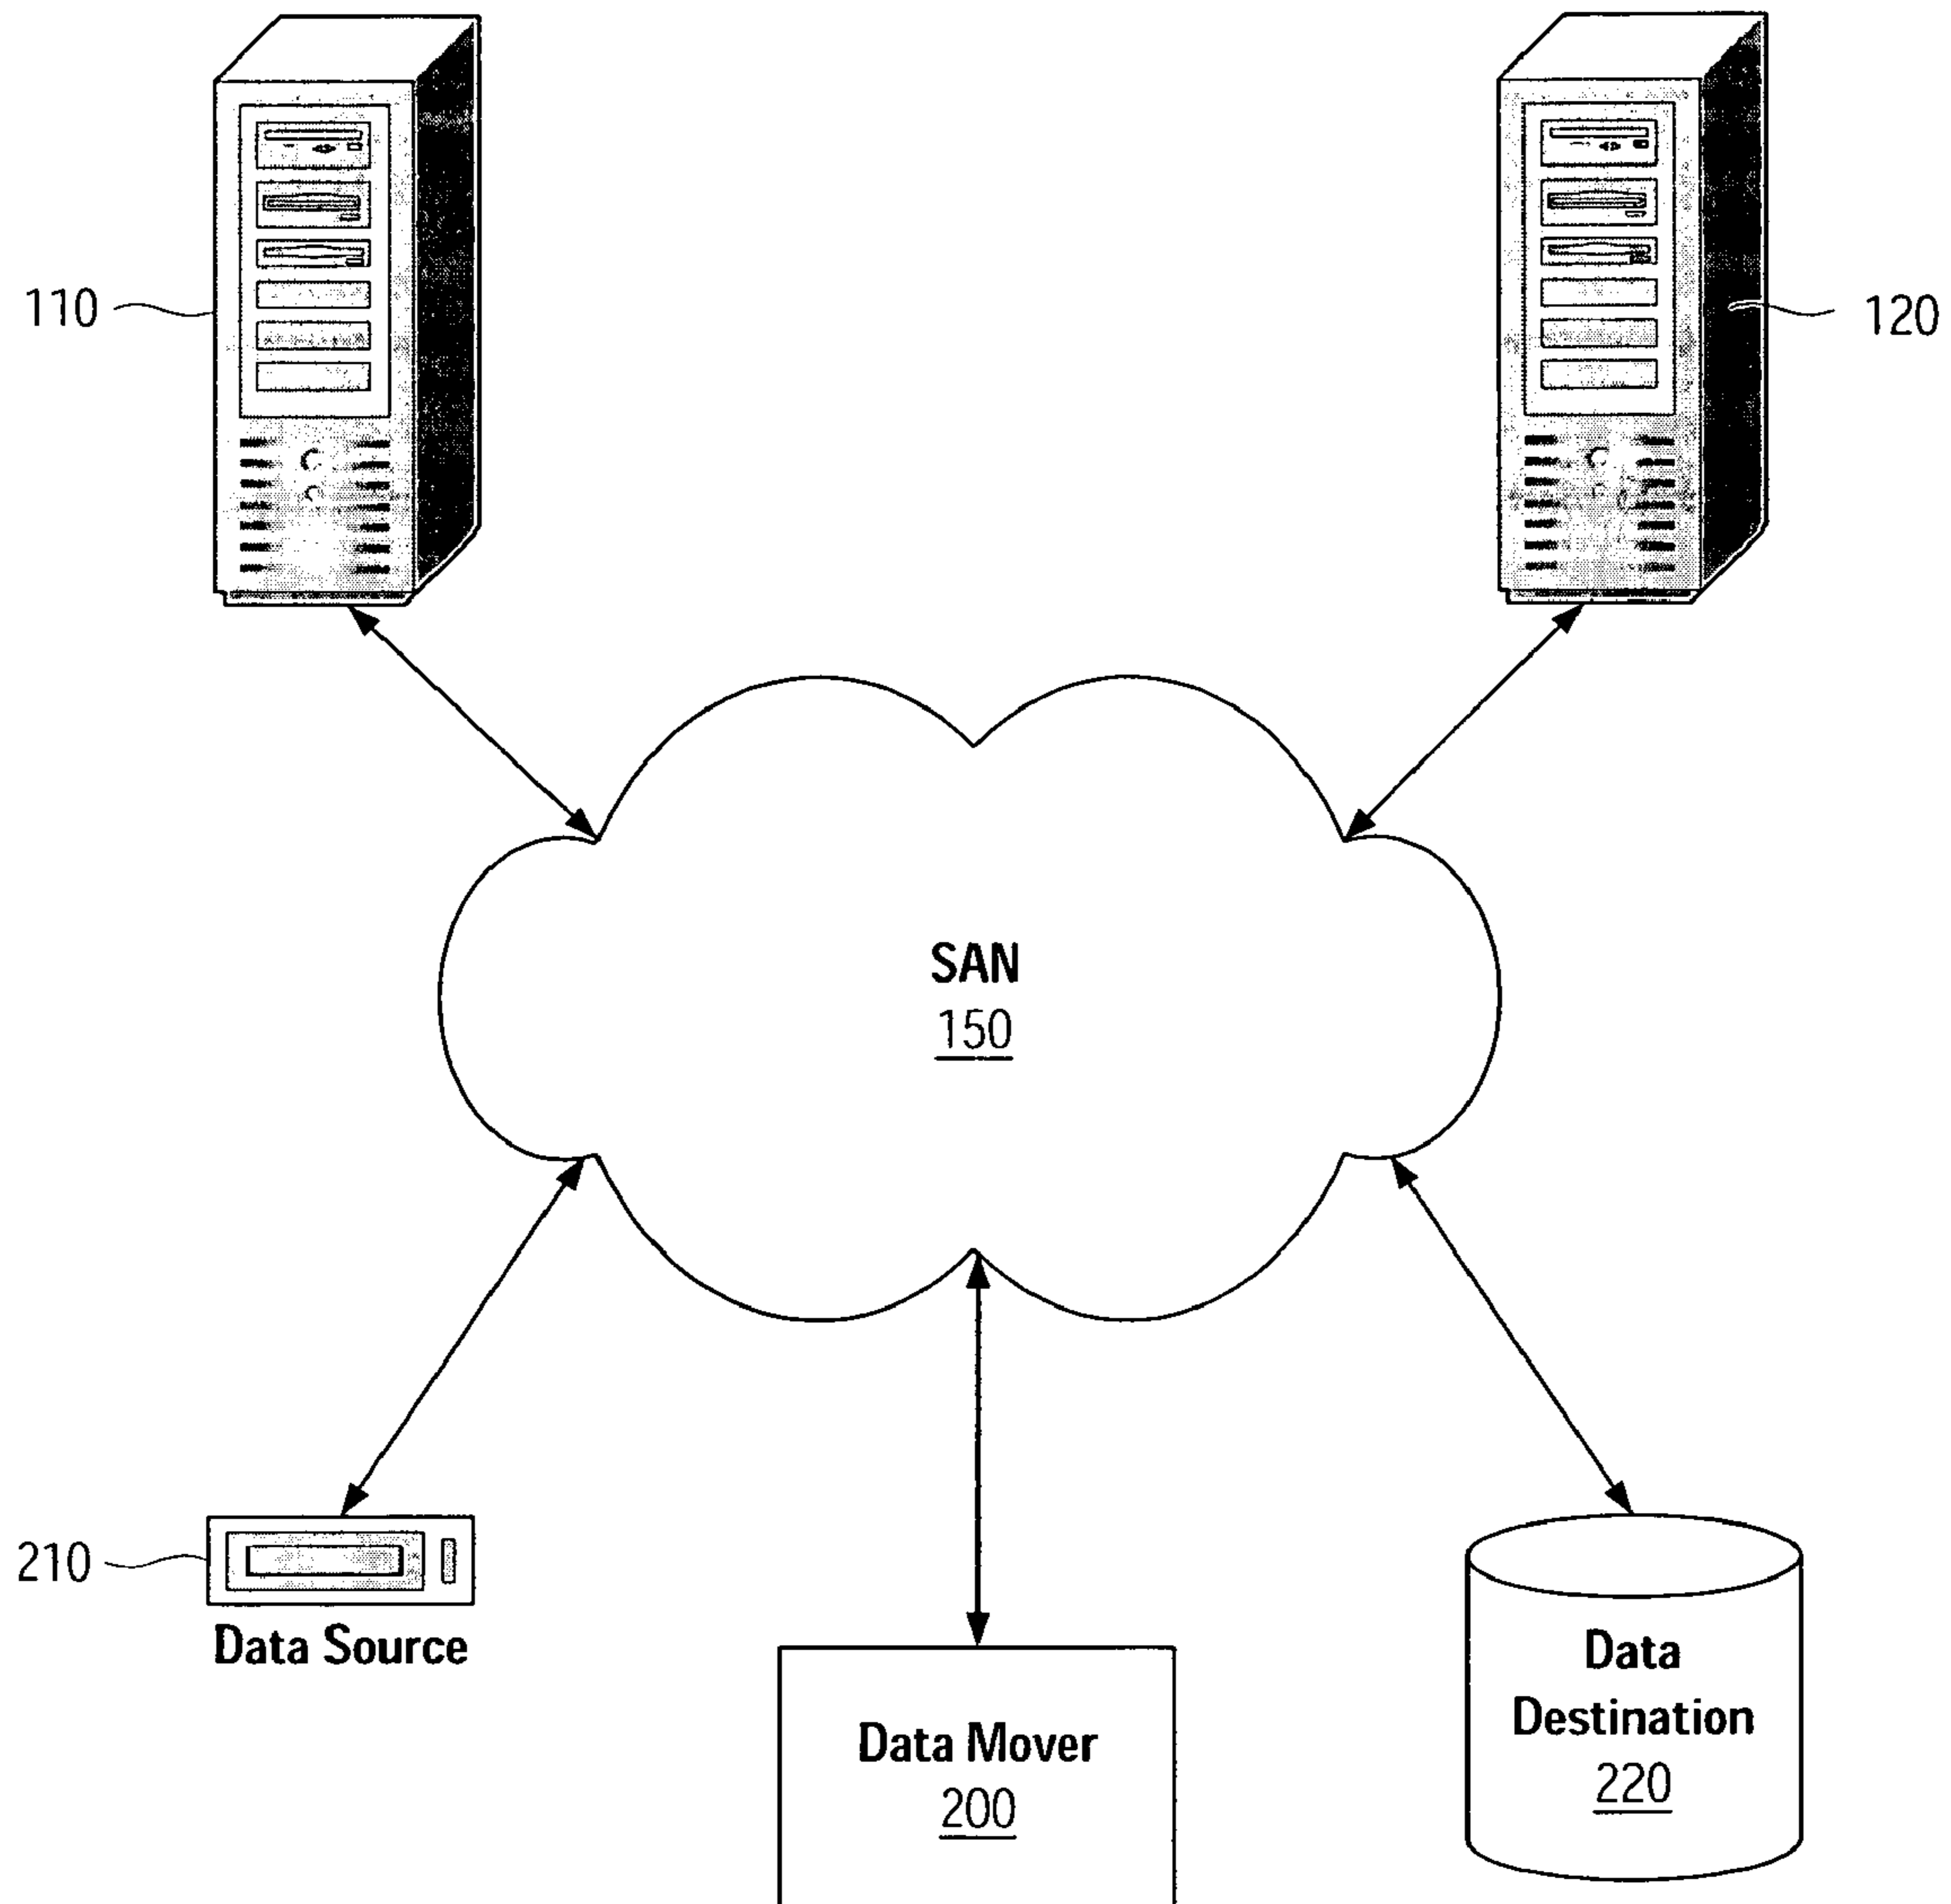 110
120
SAN
150
210
Data Source
Data Mover
200
Data
Destination
220